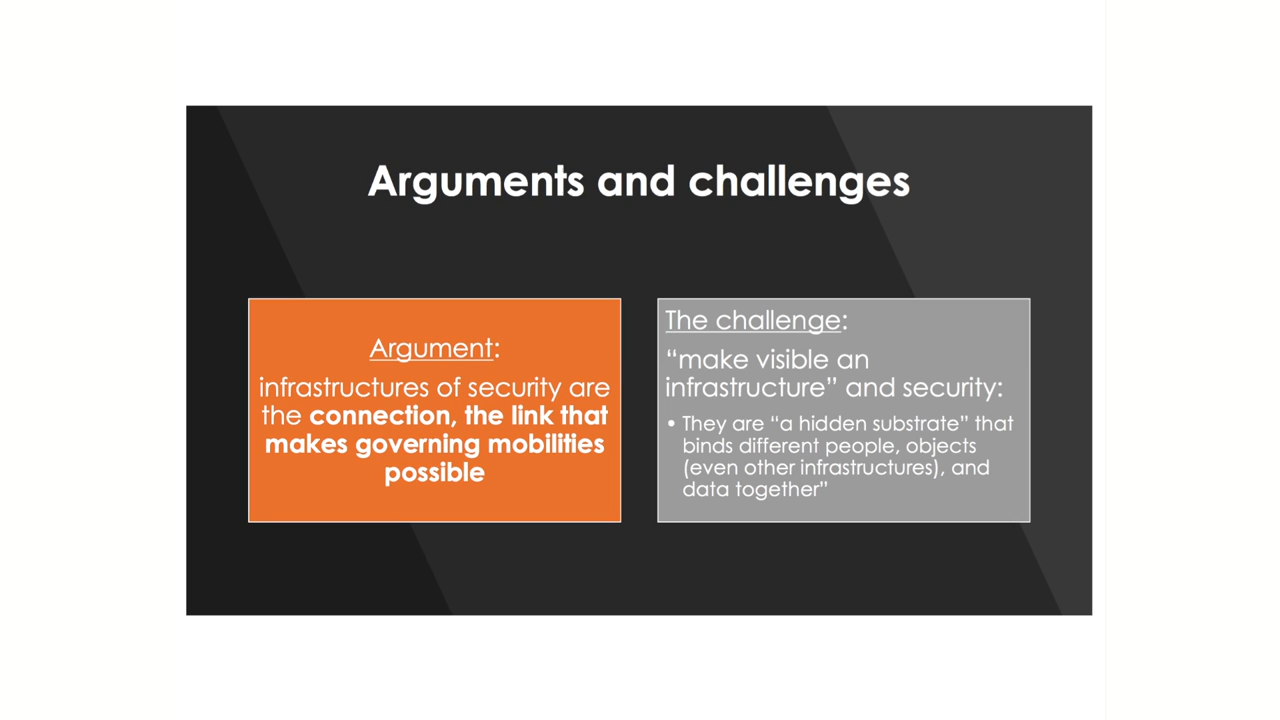 Arguments and challenges
Argument:
infrastructures of security are
the connection, the link that
makes governing mobilities
possible
The challenge:
“make visible an
infrastructure” and security:
• They are “a hidden substrate” that
binds different people, objects
(even other infrastructures), and
data together”